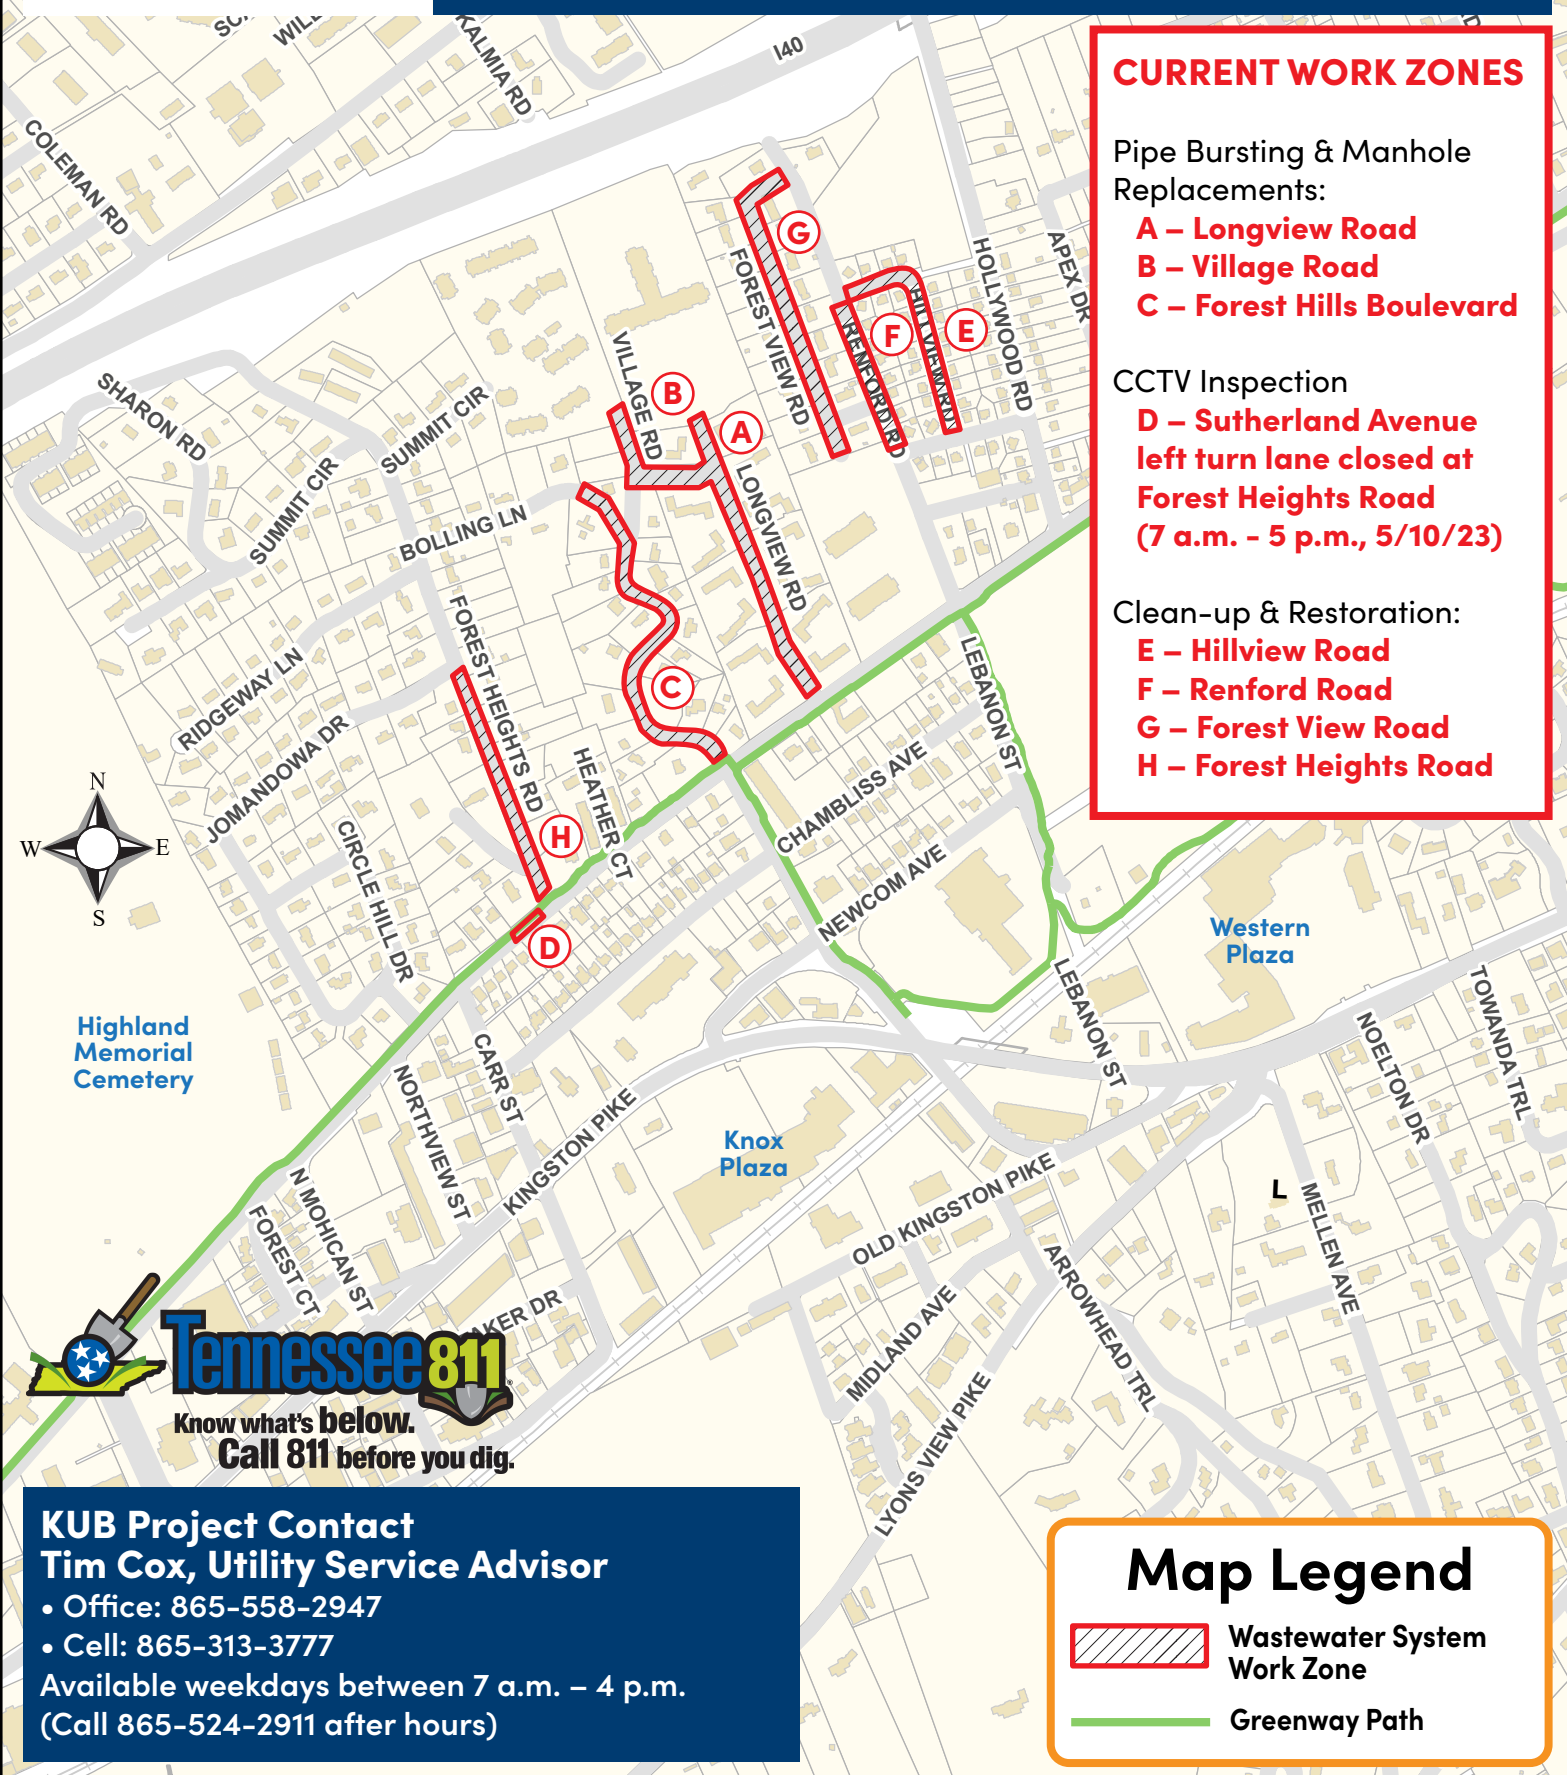 I40
KALMIA RD
COLEMAN RD
CURRENT WORK ZONES
Pipe Bursting & Manhole
Replacements:
A – Longview Road
B – Village Road
C – Forest Hills Boulevard
CCTV Inspection
D – Sutherland Avenue
left turn lane closed at
Forest Heights Road
(7 a.m. - 5 p.m., 5/10/23)
Clean-up & Restoration:
E – Hillview Road
F – Renford Road
G – Forest View Road
H – Forest Heights Road
G
F
E
B
A
C
H
D
FOREST VIEW RD
RENFORD RD
HILLVIEW RD
HOLLYWOOD RD
APEX DR
VILLAGE RD
LONGVIEW RD
SHARON RD
SUMMIT CIR
SUMMIT CIR
BOLLING LN
FOREST HEIGHTS RD
RIDGEWAY LN
JOMANDOWA DR
HEATHER CT
CIRCLE HILL DR
LEBANON ST
CHAMBLISS AVE
NEWCOM AVE
N
W
E
S
Western
Plaza
Highland
Memorial
Cemetery
Knox
Plaza
LEBANON ST
TOWANDA TRL
NOELTON DR
CARR ST
NORTHVIEW ST
KINGSTON PIKE
OLD KINGSTON PIKE
N MOHICAN ST
FOREST CT
AKER DR
MIDLAND AVE
ARROWHEAD TRL
MELLEN AVE
L
LYONS VIEW PIKE
Tennessee 811
Know what's below.
Call 811 before you dig.
KUB Project Contact
Tim Cox, Utility Service Advisor
• Office: 865-558-2947
• Cell: 865-313-3777
Available weekdays between 7 a.m. – 4 p.m.
(Call 865-524-2911 after hours)
Map Legend
Wastewater System
Work Zone
Greenway Path